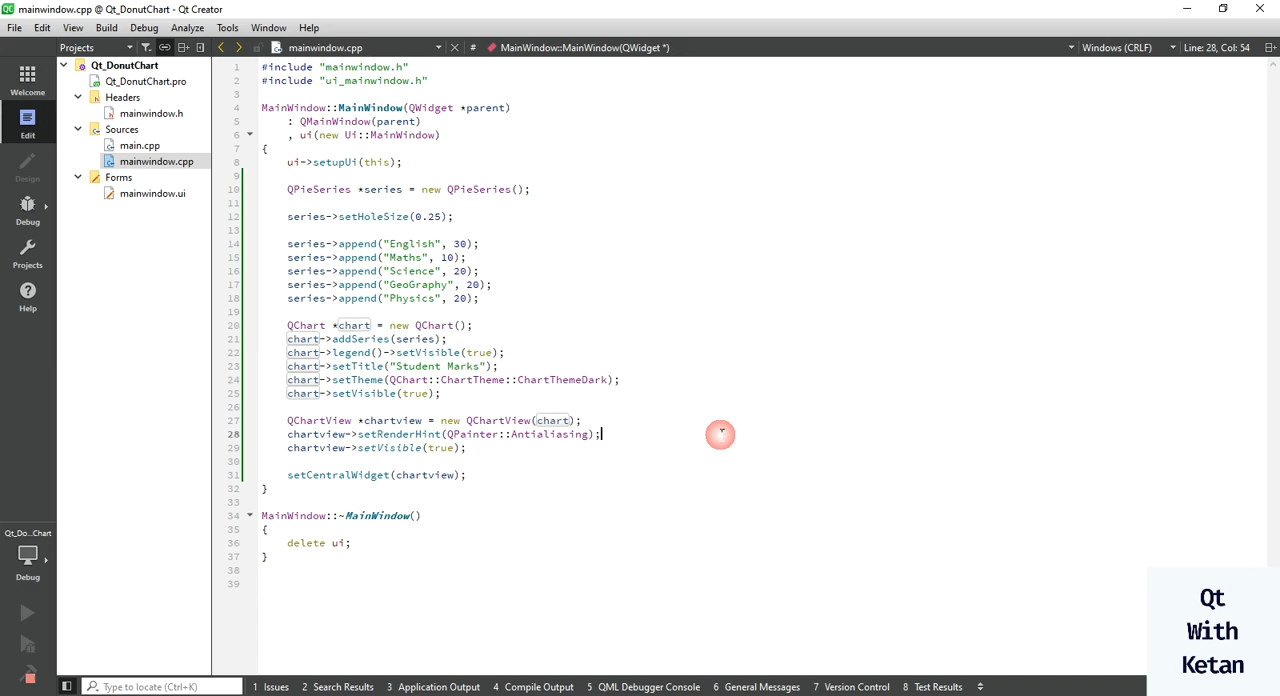 QC mainwindow.cpp @ Qt_DonutChart - Qt Creator
File Edit View Build Debug Analyze Tools Window Help
Projects mainwindow.cpp # MainWindow::MainWindow(QWidget *) Windows (CRLF) Line: 28, Col: 54
Welcome
Edit
Design
Debug
Projects
Help
Qt_Do...Chart
Debug
Qt_DonutChart
Qt_DonutChart.pro
Headers
mainwindow.h
Sources
main.cpp
mainwindow.cpp
Forms
mainwindow.ui
1 #include "mainwindow.h"
2 #include "ui_mainwindow.h"
3
4 MainWindow::MainWindow(QWidget *parent)
5 : QMainWindow(parent)
6 , ui(new Ui::MainWindow)
7 {
8 ui->setupUi(this);
9
10 QPieSeries *series = new QPieSeries();
11
12 series->setHoleSize(0.25);
13
14 series->append("English", 30);
15 series->append("Maths", 10);
16 series->append("Science", 20);
17 series->append("GeoGraphy", 20);
18 series->append("Physics", 20);
19
20 QChart *chart = new QChart();
21 chart->addSeries(series);
22 chart->legend()->setVisible(true);
23 chart->setTitle("Student Marks");
24 chart->setTheme(QChart::ChartTheme::ChartThemeDark);
25 chart->setVisible(true);
26
27 QChartView *chartview = new QChartView(chart);
28 chartview->setRenderHint(QPainter::Antialiasing);
29 chartview->setVisible(true);
30
31 setCentralWidget(chartview);
32 }
33
34 MainWindow::~MainWindow()
35 {
36 delete ui;
37 }
38
39
Qt
With
Ketan
Type to locate (Ctrl+K) 1 Issues 2 Search Results 3 Application Output 4 Compile Output 5 QML Debugger Console 6 General Messages 7 Version Control 8 Test Results